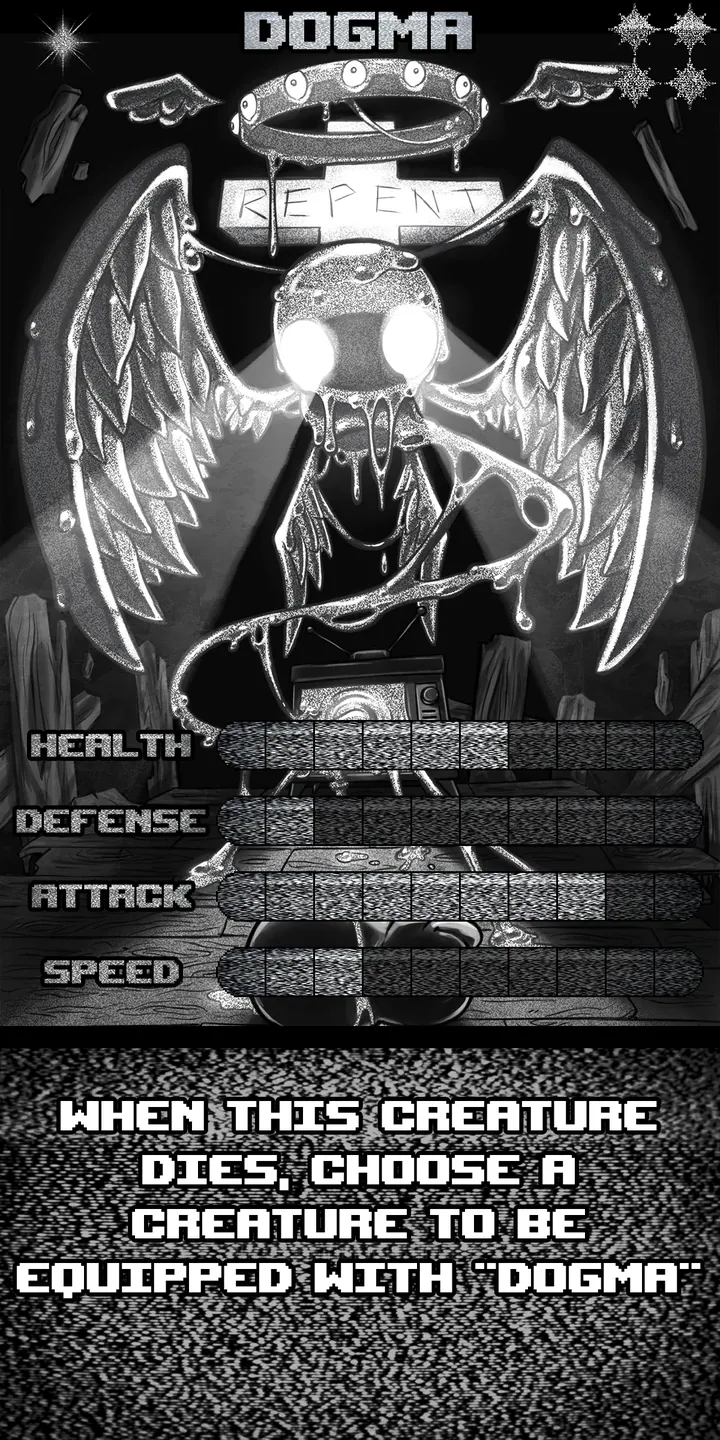 DOGMA
REPENT
HEALTH
DEFENSE
ATTACK
SPEED
WHEN THIS CREATURE
DIES, CHOOSE A
CREATURE TO BE
EQUIPPED WITH "DOGMA"